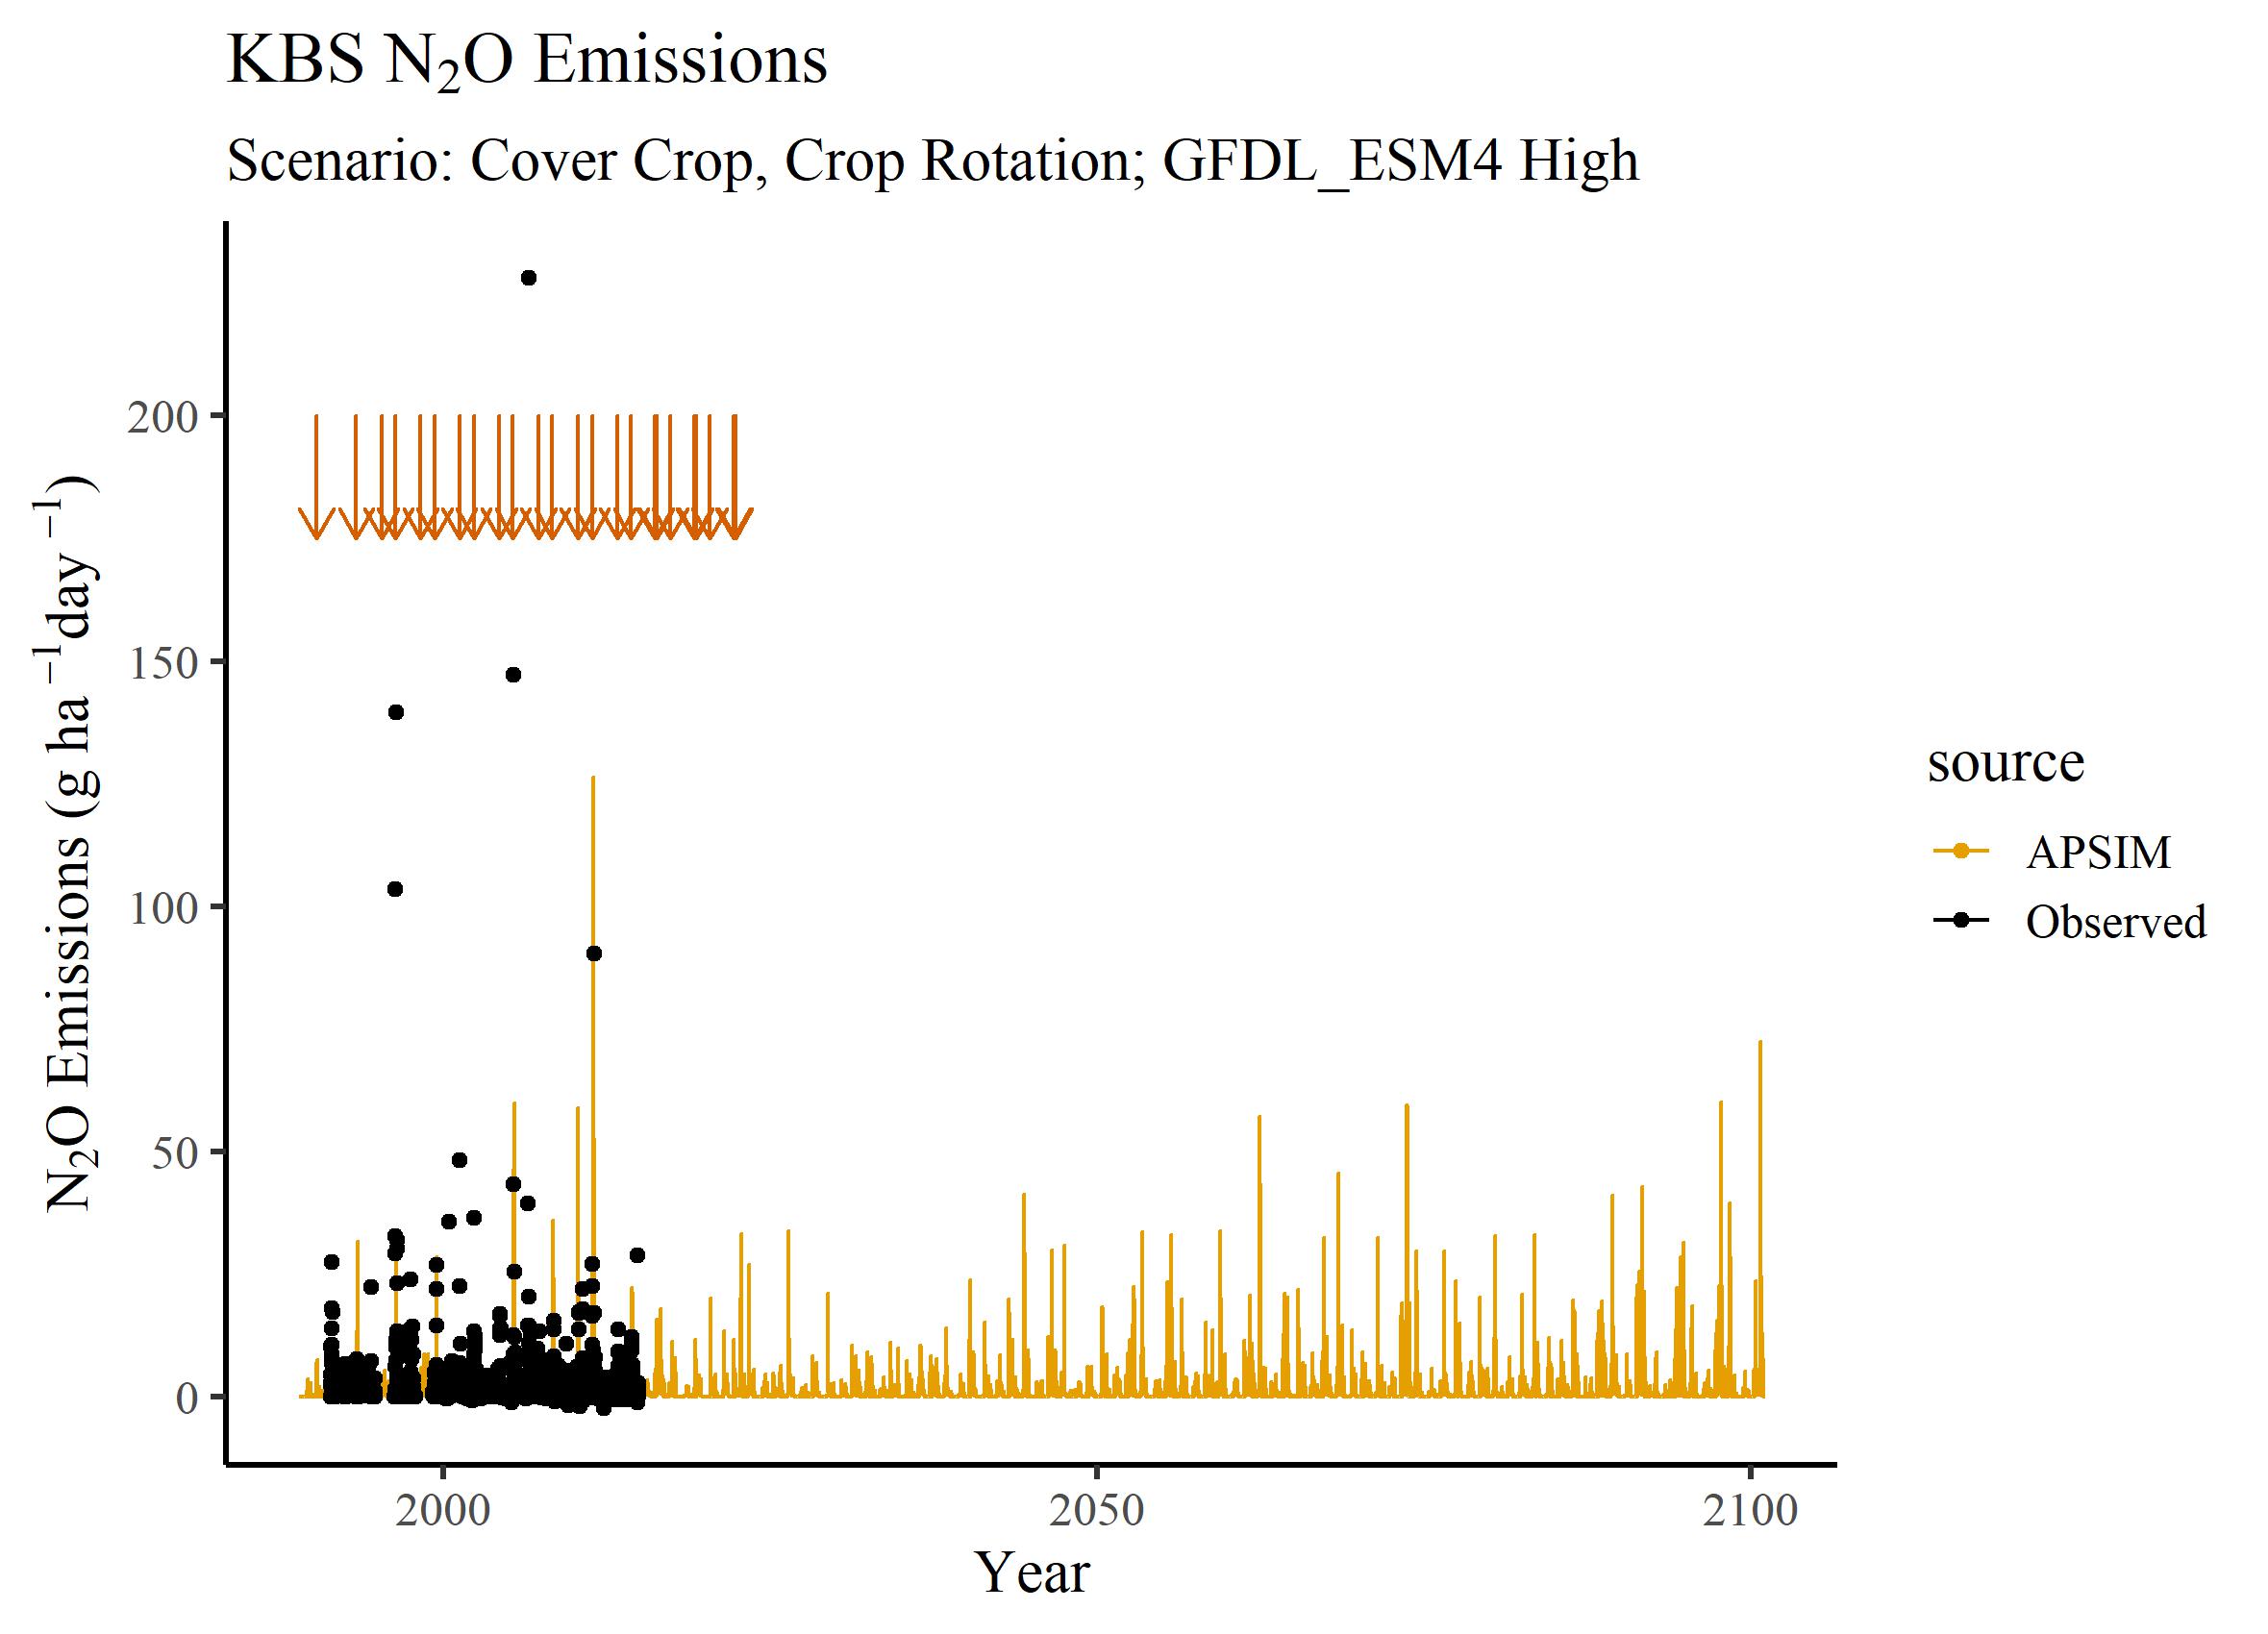 KBS N₂O Emissions
Scenario: Cover Crop, Crop Rotation; GFDL_ESM4 High
N₂O Emissions (g ha ⁻¹day ⁻¹)
200
150
100
50
0
2000 2050 2100
Year
source
APSIM
Observed